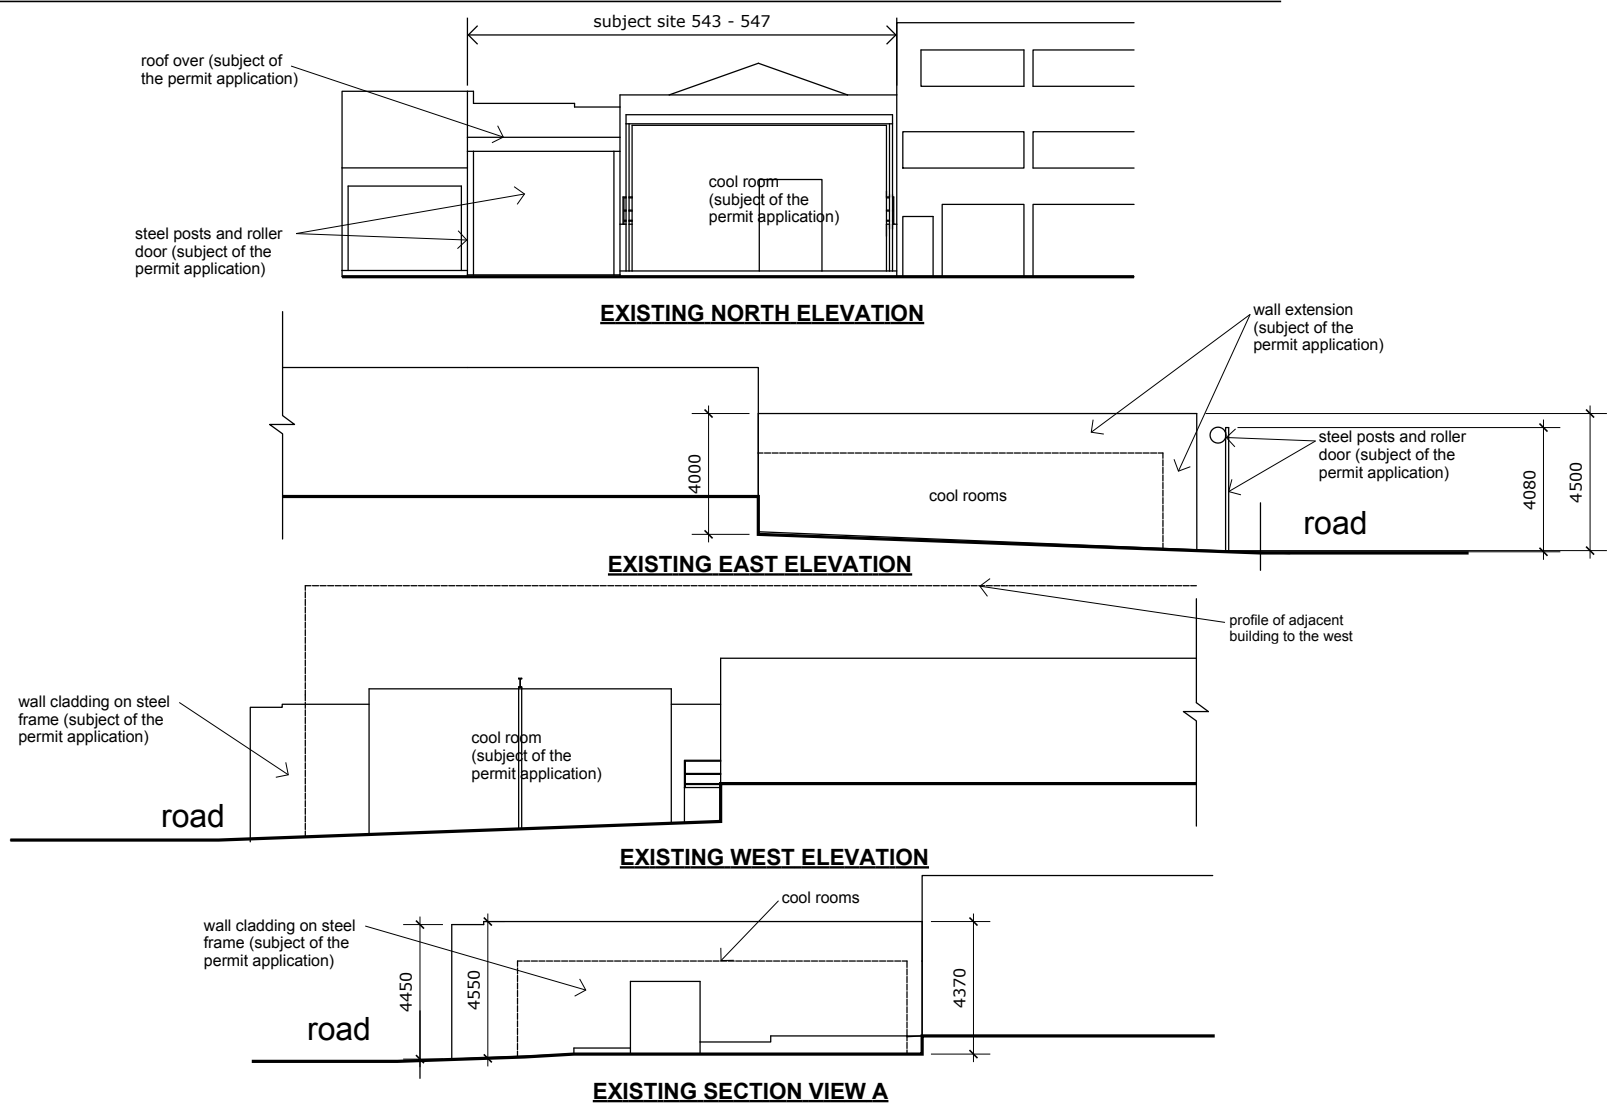 subject site 543 - 547
roof over (subject of
the permit application)
cool room
(subject of the
permit application)
steel posts and roller
door (subject of the
permit application)
EXISTING NORTH ELEVATION
wall extension
(subject of the
permit application)
4000
cool rooms
steel posts and roller
door (subject of the
permit application)
4080
4500
road
EXISTING EAST ELEVATION
profile of adjacent
building to the west
wall cladding on steel
frame (subject of the
permit application)
cool room
(subject of the
permit application)
road
EXISTING WEST ELEVATION
cool rooms
wall cladding on steel
frame (subject of the
permit application)
4450
4550
4370
road
EXISTING SECTION VIEW A